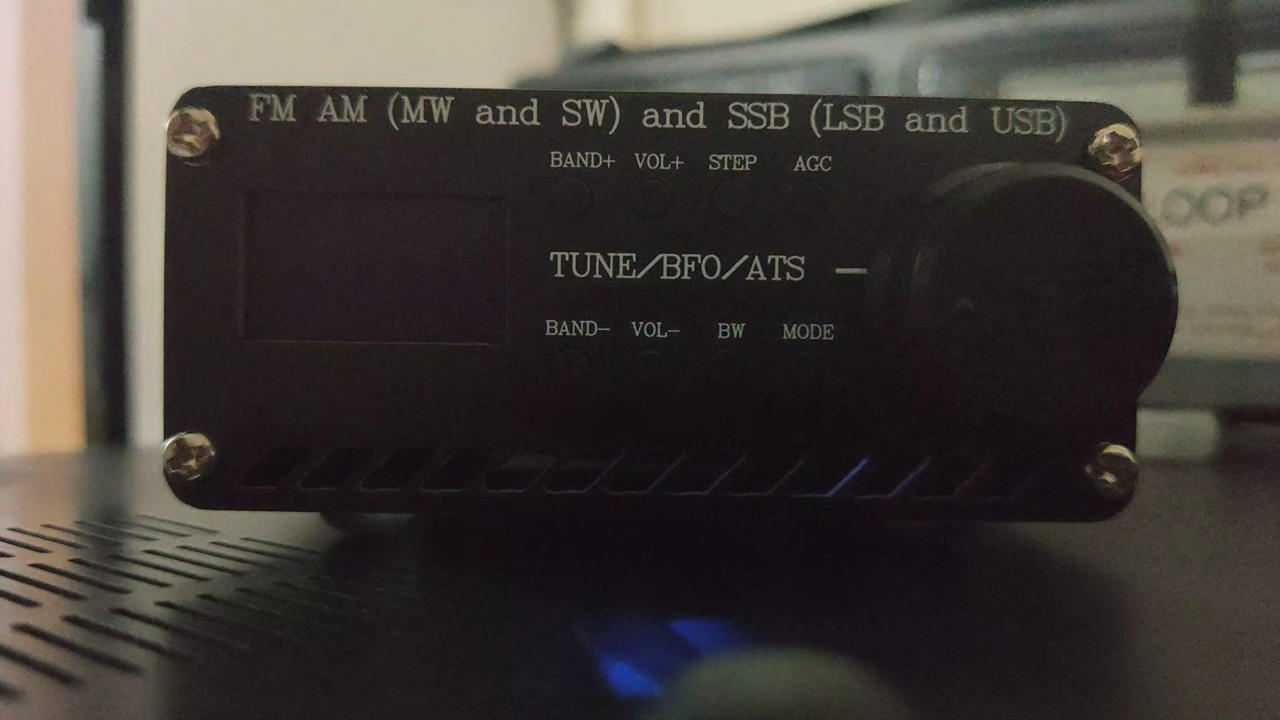 FM AM (MW and SW) and SSB (LSB and USB)
BAND+ VOL+ STEP AGC
TUNE/BFO/ATS
BAND- VOL- BW MODE
OOP